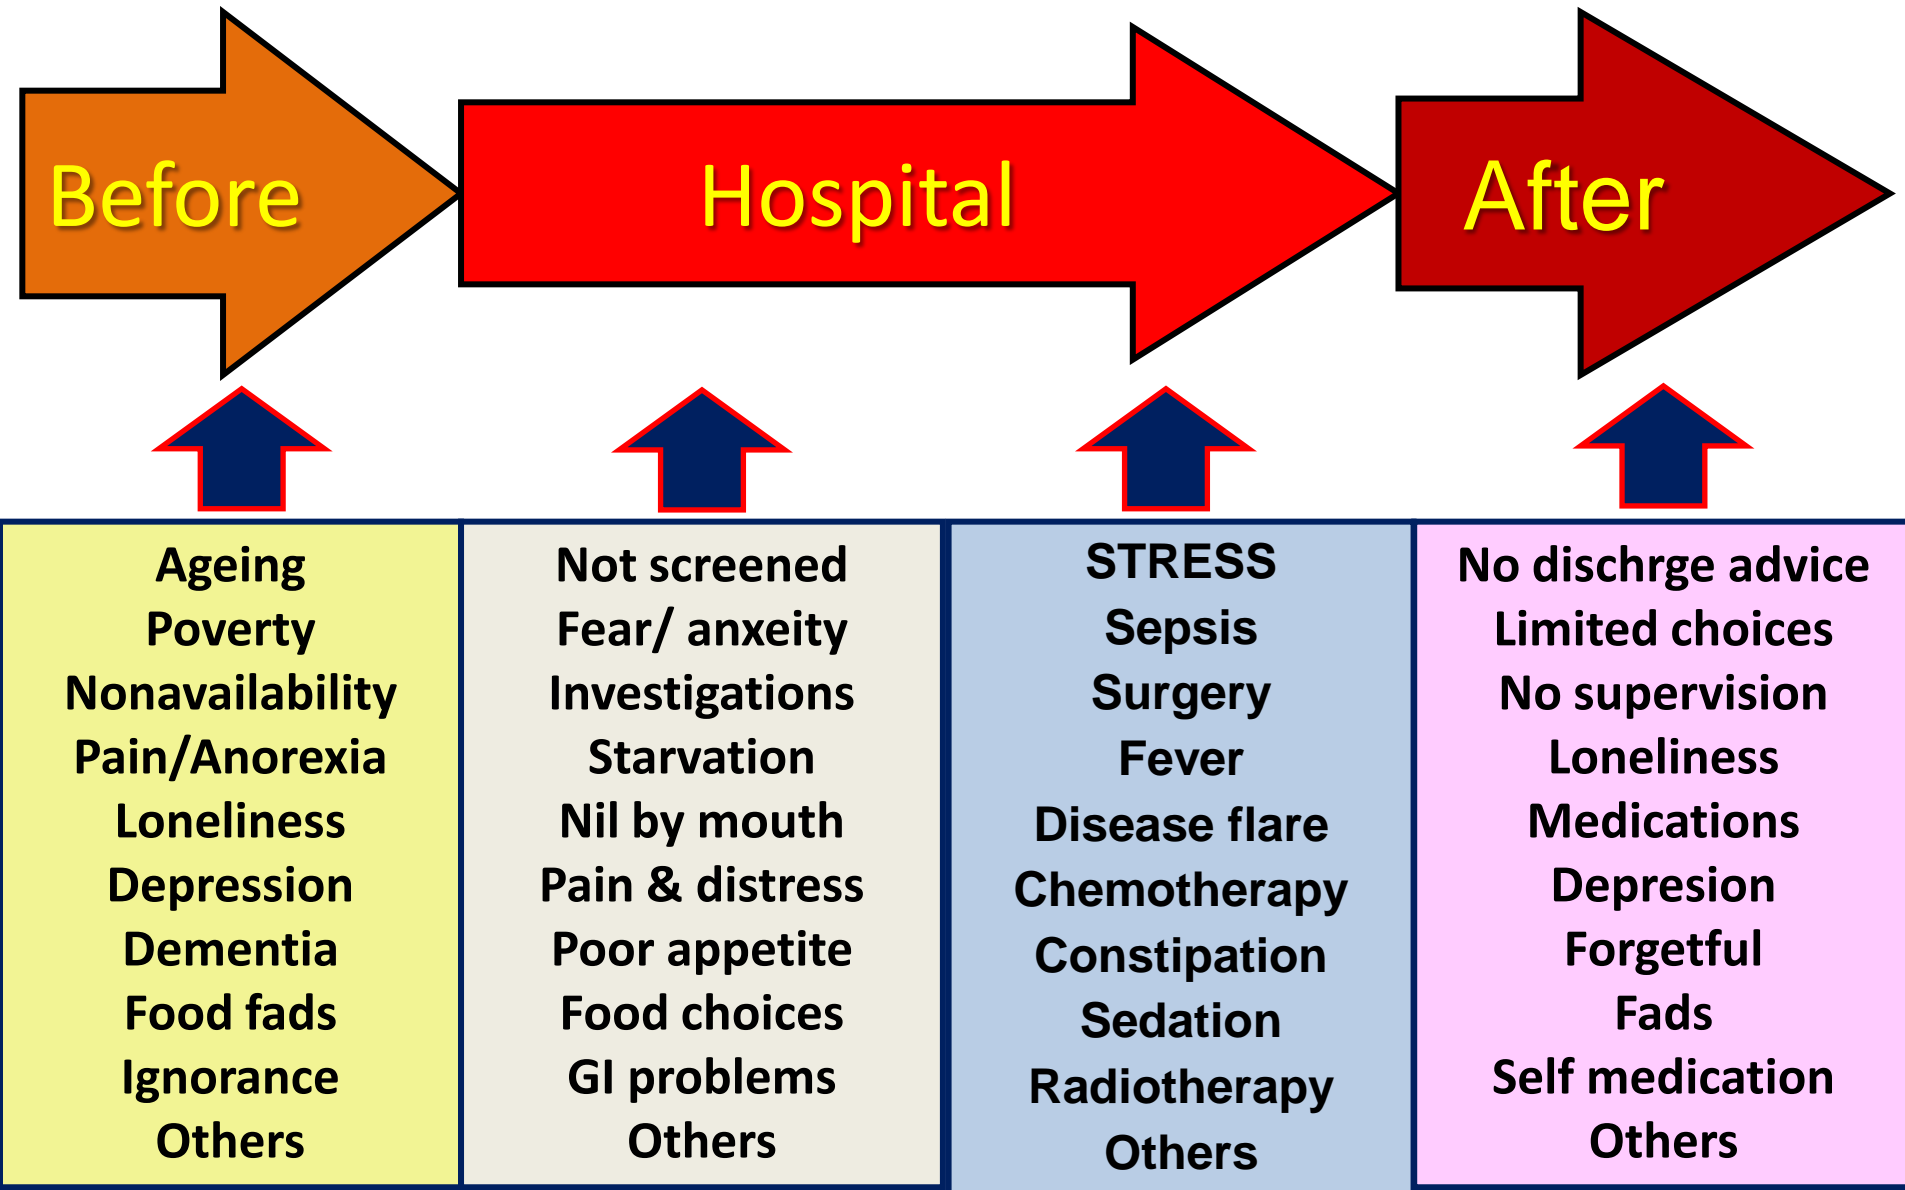 Before
Hospital
After
Ageing
Poverty
Nonavailability
Pain/Anorexia
Loneliness
Depression
Dementia
Food fads
Ignorance
Others
Not screened
Fear/ anxeity
Investigations
Starvation
Nil by mouth
Pain & distress
Poor appetite
Food choices
GI problems
Others
STRESS
Sepsis
Surgery
Fever
Disease flare
Chemotherapy
Constipation
Sedation
Radiotherapy
Others
No dischrge advice
Limited choices
No supervision
Loneliness
Medications
Depresion
Forgetful
Fads
Self medication
Others